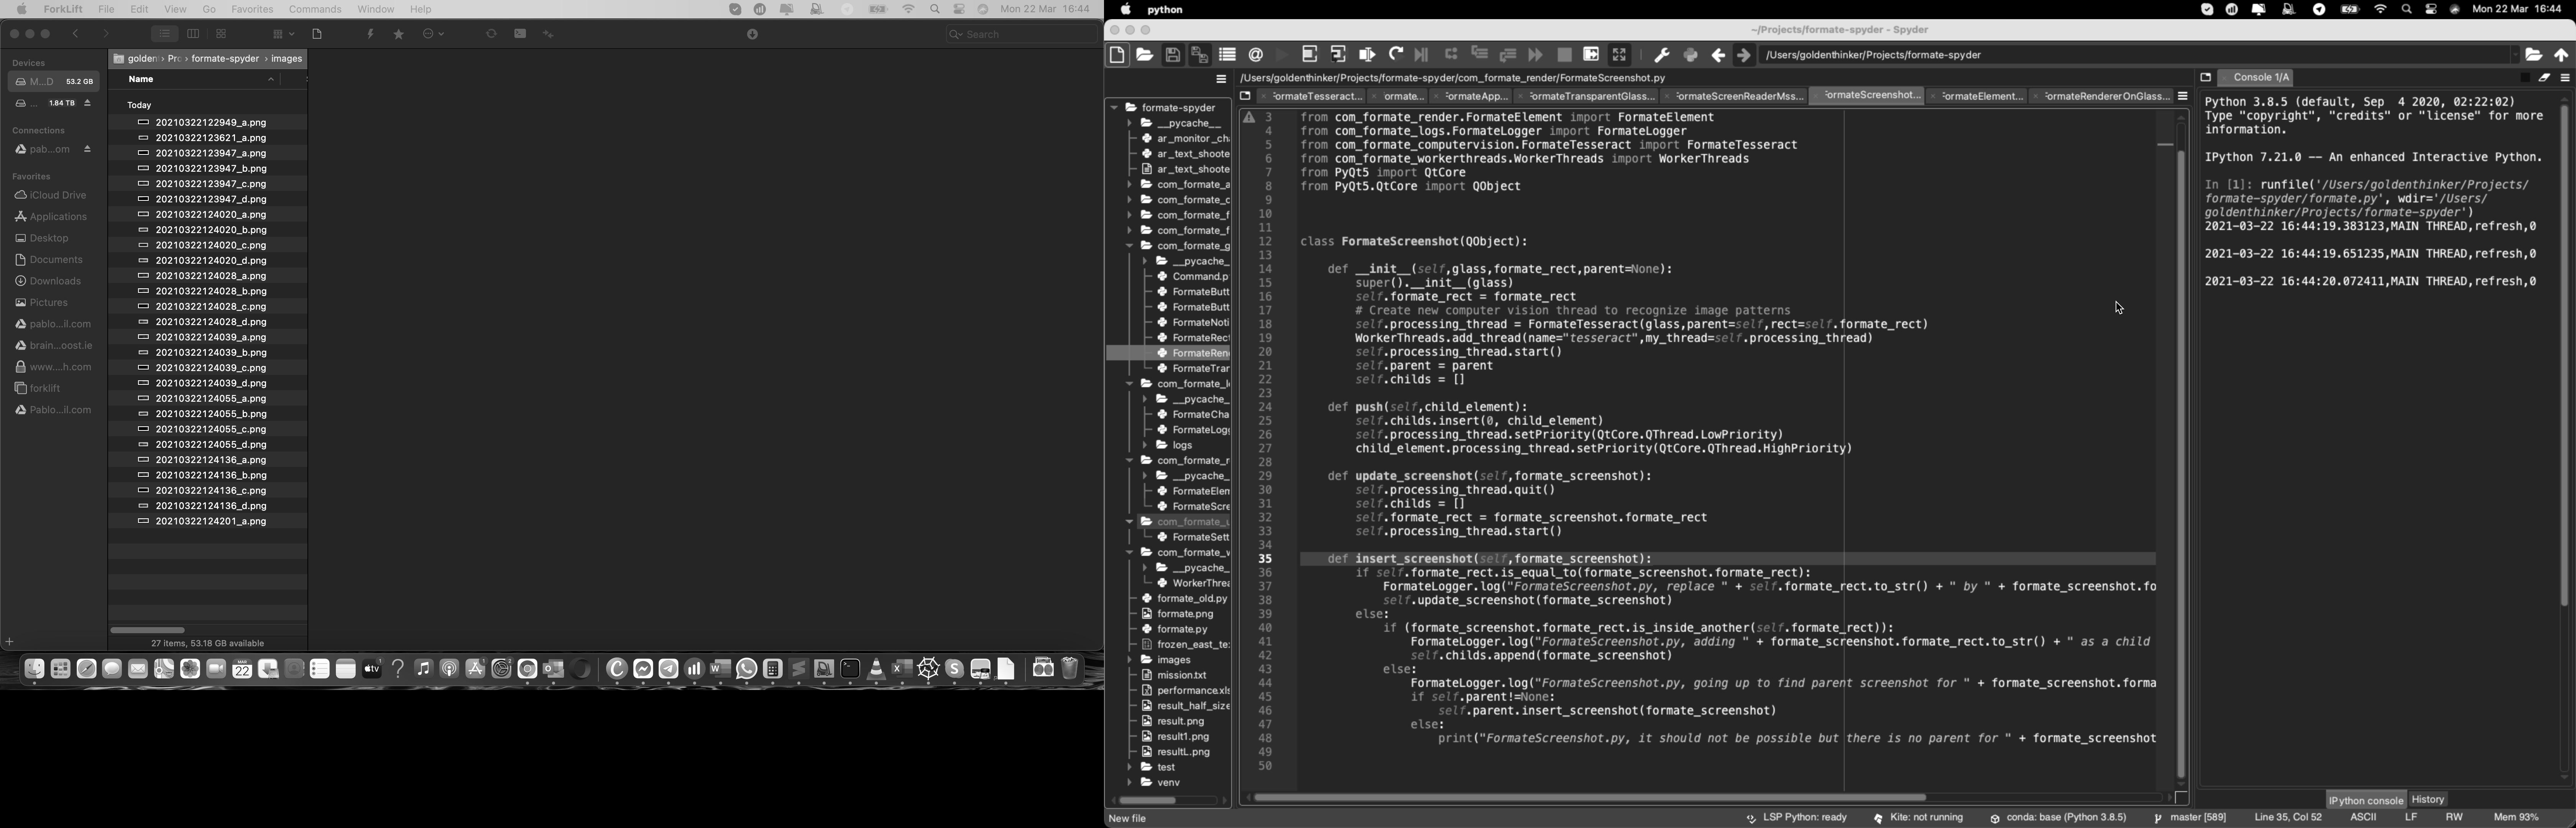 ForkLift File Edit View Go Favorites Commands Window Help
Mon 22 Mar 16:44
Search
Devices
M...D 53.2 GB
... 1.84 TB
Connections
pab...om
Favorites
iCloud Drive
Applications
Desktop
Documents
Downloads
Pictures
pablo...il.com
brain...oost.ie
www....h.com
forklift
Pablo...il.com
formate-spyder › images
Name
Today
20210322122949_a.png
20210322123621_a.png
20210322123947_a.png
20210322123947_b.png
20210322123947_c.png
20210322123947_d.png
20210322124020_a.png
20210322124020_b.png
20210322124020_c.png
20210322124020_d.png
20210322124028_a.png
20210322124028_b.png
20210322124028_c.png
20210322124028_d.png
20210322124039_a.png
20210322124039_b.png
20210322124039_c.png
20210322124039_d.png
20210322124055_a.png
20210322124055_b.png
20210322124055_c.png
20210322124055_d.png
20210322124136_a.png
20210322124136_b.png
20210322124136_c.png
20210322124136_d.png
20210322124201_a.png
27 items, 53.18 GB available
python
Mon 22 Mar 16:44
~/Projects/formate-spyder - Spyder
/Users/goldenthinker/Projects/formate-spyder
/Users/goldenthinker/Projects/formate-spyder/com_formate_render/FormateScreenshot.py
formate-spyder
__pycache__
ar_monitor_ch
ar_text_shoote
ar_text_shoote
com_formate_a
com_formate_c
com_formate_f
com_formate_f
com_formate_g
__pycache_
Command.p
FormateButt
FormateButt
FormateNoti
FormateRect
FormateRen
FormateTrar
com_formate_l
__pycache_
FormateCha
FormateLogg
logs
com_formate_r
__pycache_
FormateElem
FormateScre
com_formate_u
FormateSett
com_formate_v
__pycache_
WorkerThrea
formate_old.py
formate.png
formate.py
frozen_east_te
images
mission.txt
performance.xls
result_half_size
result.png
result1.png
resultL.png
test
venv
ormateTesseract... ormate... ormateApp... ormateTransparentGlass... ormateScreenReaderMss... ormateScreenshot... ormateElement... ormateRendererOnGlass...
3 from com_formate_render.FormateElement import FormateElement
4 from com_formate_logs.FormateLogger import FormateLogger
5 from com_formate_computervision.FormateTesseract import FormateTesseract
6 from com_formate_workerthreads.WorkerThreads import WorkerThreads
7 from PyQt5 import QtCore
8 from PyQt5.QtCore import QObject
9
10
11
12 class FormateScreenshot(QObject):
13
14 def __init__(self,glass,formate_rect,parent=None):
15 super().__init__(glass)
16 self.formate_rect = formate_rect
17 # Create new computer vision thread to recognize image patterns
18 self.processing_thread = FormateTesseract(glass,parent=self,rect=self.formate_rect)
19 WorkerThreads.add_thread(name="tesseract",my_thread=self.processing_thread)
20 self.processing_thread.start()
21 self.parent = parent
22 self.childs = []
23
24 def push(self,child_element):
25 self.childs.insert(0, child_element)
26 self.processing_thread.setPriority(QtCore.QThread.LowPriority)
27 child_element.processing_thread.setPriority(QtCore.QThread.HighPriority)
28
29 def update_screenshot(self,formate_screenshot):
30 self.processing_thread.quit()
31 self.childs = []
32 self.formate_rect = formate_screenshot.formate_rect
33 self.processing_thread.start()
34
35 def insert_screenshot(self,formate_screenshot):
36 if self.formate_rect.is_equal_to(formate_screenshot.formate_rect):
37 FormateLogger.log("FormateScreenshot.py, replace " + self.formate_rect.to_str() + " by " + formate_screenshot.fo
38 self.update_screenshot(formate_screenshot)
39 else:
40 if (formate_screenshot.formate_rect.is_inside_another(self.formate_rect)):
41 FormateLogger.log("FormateScreenshot.py, adding " + formate_screenshot.formate_rect.to_str() + " as a child
42 self.childs.append(formate_screenshot)
43 else:
44 FormateLogger.log("FormateScreenshot.py, going up to find parent screenshot for " + formate_screenshot.forma
45 if self.parent!=None:
46 self.parent.insert_screenshot(formate_screenshot)
47 else:
48 print("FormateScreenshot.py, it should not be possible but there is no parent for " + formate_screenshot
49
50
Console 1/A
Python 3.8.5 (default, Sep 4 2020, 02:22:02)
Type "copyright", "credits" or "license" for more
information.
IPython 7.21.0 -- An enhanced Interactive Python.
In [1]: runfile('/Users/goldenthinker/Projects/
formate-spyder/formate.py', wdir='/Users/
goldenthinker/Projects/formate-spyder')
2021-03-22 16:44:19.383123,MAIN THREAD,refresh,0
2021-03-22 16:44:19.651235,MAIN THREAD,refresh,0
2021-03-22 16:44:20.072411,MAIN THREAD,refresh,0
IPython console History
New file
LSP Python: ready Kite: not running conda: base (Python 3.8.5) master [589] Line 35, Col 52 ASCII LF RW Mem 93%